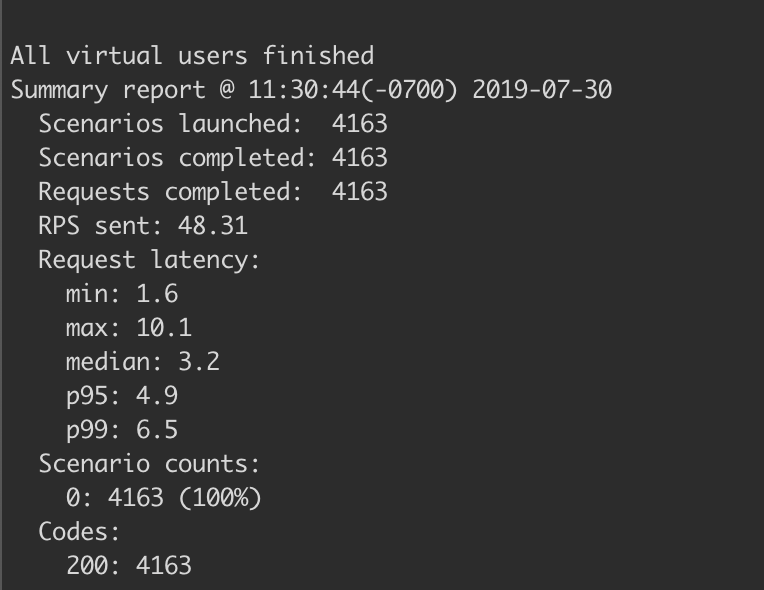 All virtual users finished
Summary report @ 11:30:44(-0700) 2019-07-30
  Scenarios launched:  4163
  Scenarios completed: 4163
  Requests completed:  4163
  RPS sent: 48.31
  Request latency:
    min: 1.6
    max: 10.1
    median: 3.2
    p95: 4.9
    p99: 6.5
  Scenario counts:
    0: 4163 (100%)
  Codes:
    200: 4163